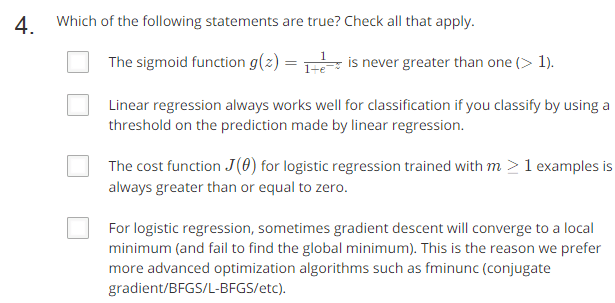 4. Which of the following statements are true? Check all that apply.
The sigmoid function g(z) = 1/(1+e^{-z}) is never greater than one (> 1).
Linear regression always works well for classification if you classify by using a
threshold on the prediction made by linear regression.
The cost function J(θ) for logistic regression trained with m ≥ 1 examples is
always greater than or equal to zero.
For logistic regression, sometimes gradient descent will converge to a local
minimum (and fail to find the global minimum). This is the reason we prefer
more advanced optimization algorithms such as fminunc (conjugate
gradient/BFGS/L-BFGS/etc).